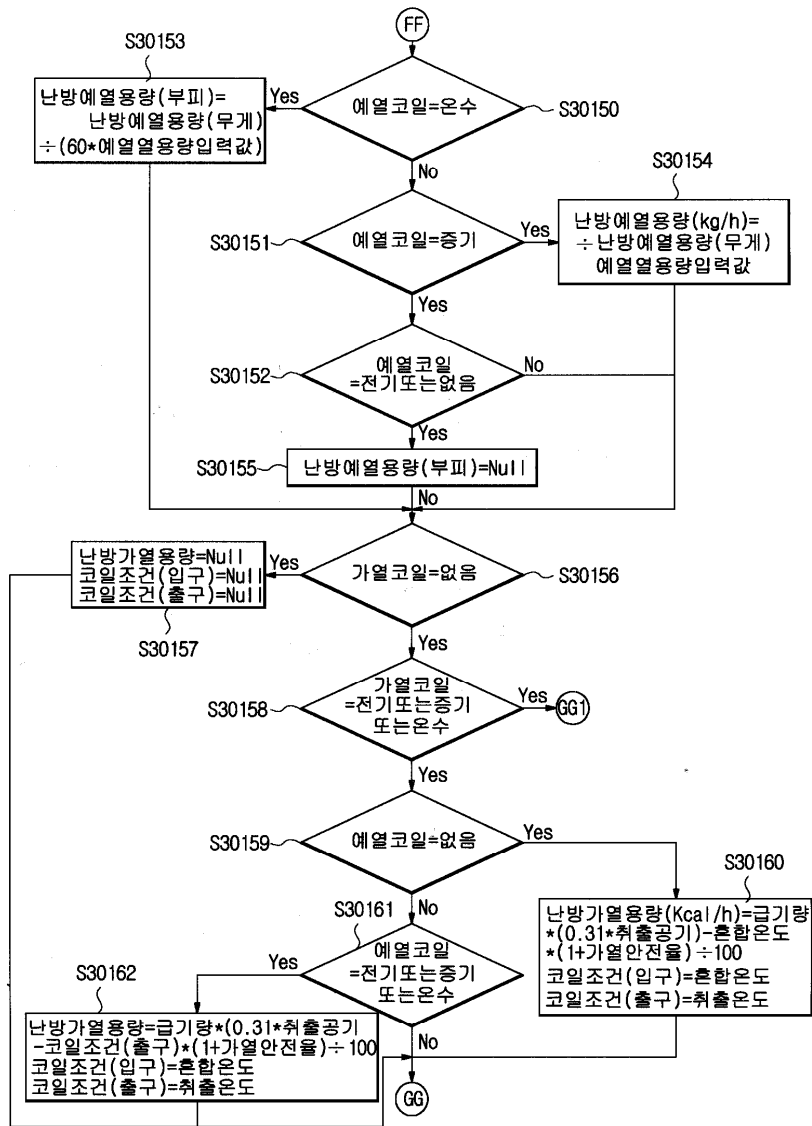 FF
S30153
난방예열용량(부피)=
난방예열용량(무게)
÷(60*예열열용량입력값)
Yes
예열코일=온수
S30150
No
S30154
S30151
예열코일=증기
Yes
난방예열용량(kg/h)=
÷난방예열용량(무게)
예열열용량입력값
Yes
S30152
예열코일
=전기또는없음
No
Yes
S30155
난방예열용량(부피)=Null
No
난방가열용량=Null
코일조건(입구)=Null
코일조건(출구)=Null
Yes
가열코일=없음
S30156
S30157
Yes
S30158
가열코일
=전기또는증기
또는온수
Yes
GG1
Yes
S30159
예열코일=없음
Yes
S30160
No
난방가열용량(Kcal/h)=급기량
*(0.31*취출공기)-혼합온도
*(1+가열안전율)÷100
코일조건(입구)=혼합온도
코일조건(출구)=취출온도
S30161
예열코일
=전기또는증기
또는온수
Yes
S30162
난방가열용량=급기량*(0.31*취출공기
-코일조건(출구)*(1+가열안전율)÷100
코일조건(입구)=혼합온도
코일조건(출구)=취출온도
No
GG